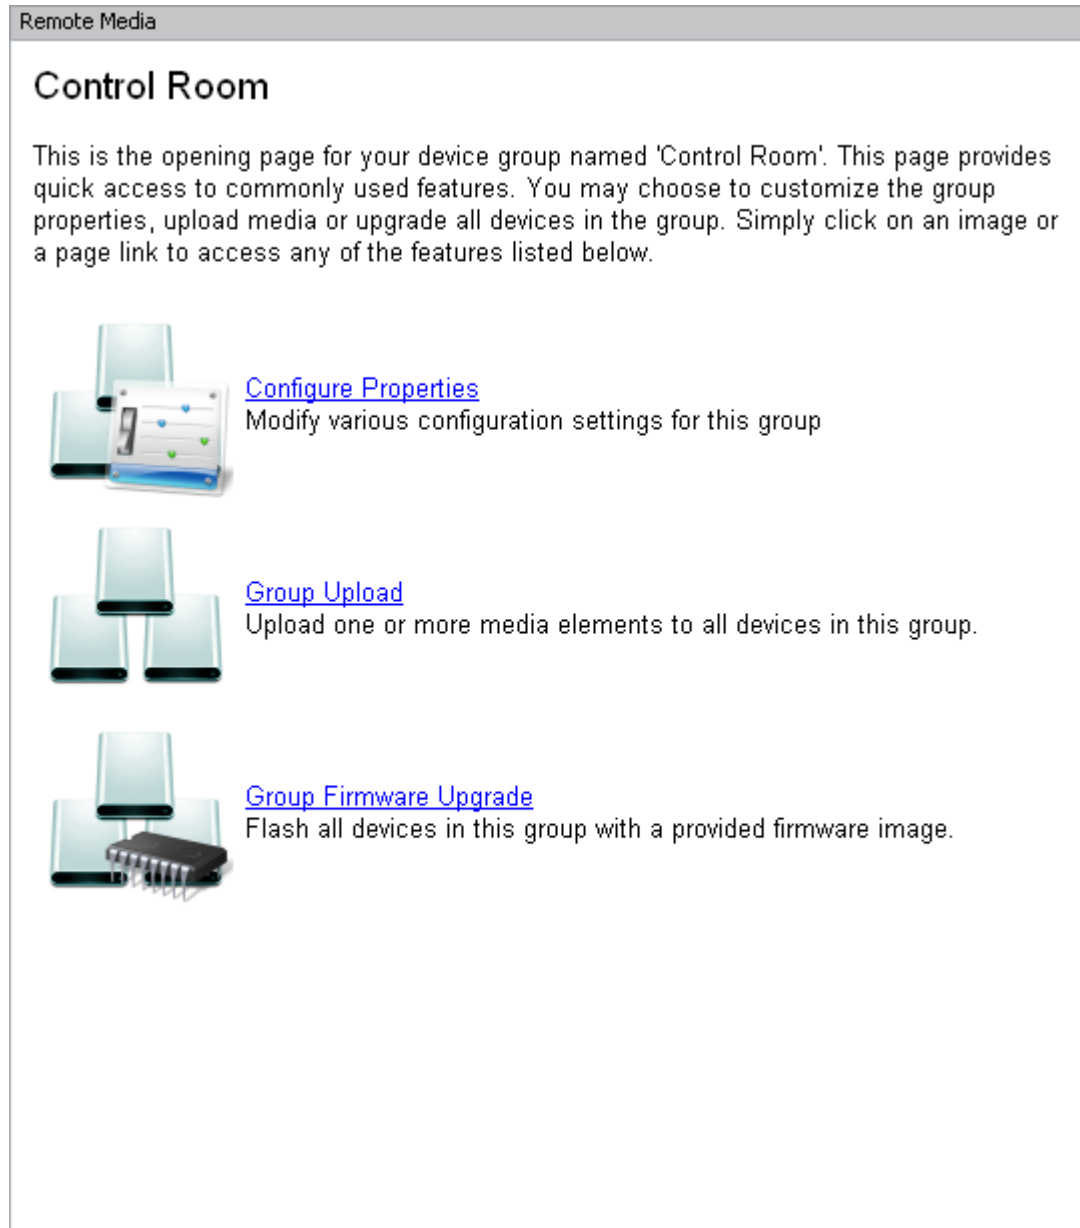 Remote Media
Control Room
This is the opening page for your device group named 'Control Room'. This page provides
quick access to commonly used features. You may choose to customize the group
properties, upload media or upgrade all devices in the group. Simply click on an image or
a page link to access any of the features listed below.
Configure Properties
Modify various configuration settings for this group
Group Upload
Upload one or more media elements to all devices in this group.
Group Firmware Upgrade
Flash all devices in this group with a provided firmware image.